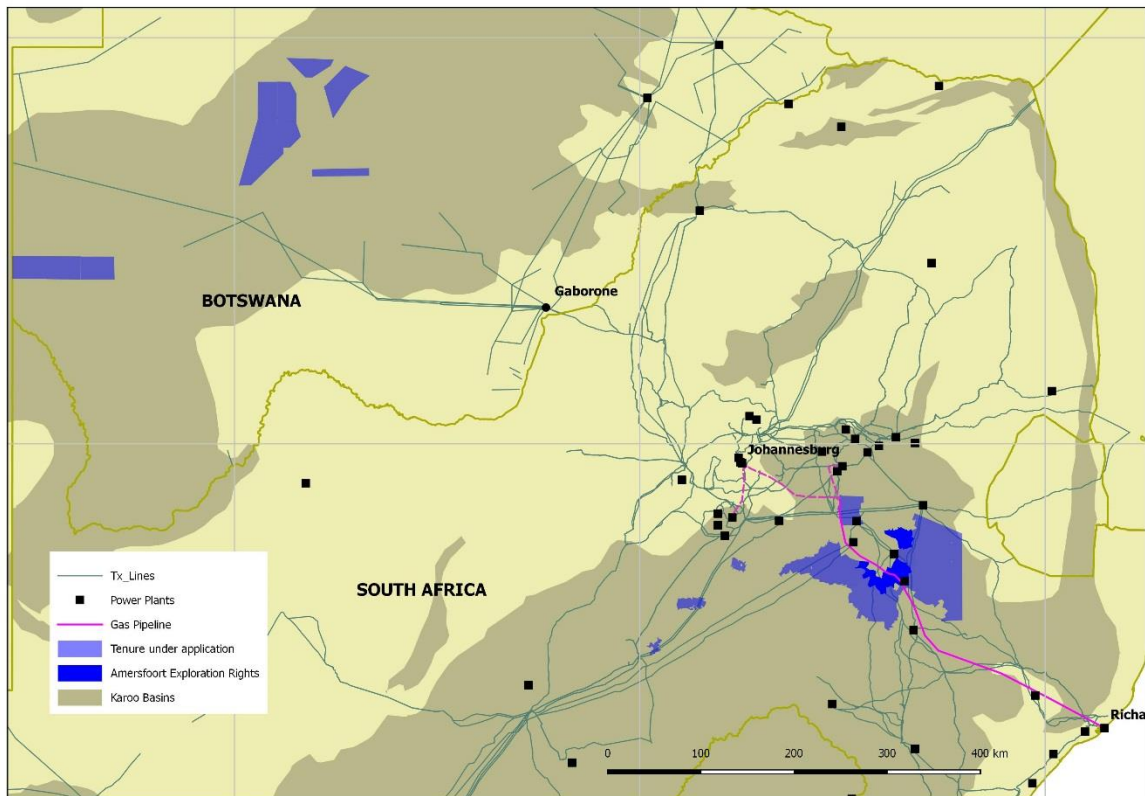 BOTSWANA
Gaborone
Johannesburg
SOUTH AFRICA
Tx_Lines
Power Plants
Gas Pipeline
Tenure under application
Amersfoort Exploration Rights
Karoo Basins
Richa
0 100 200 300 400 km